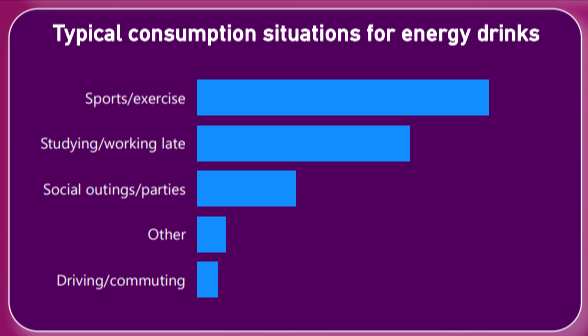 Typical consumption situations for energy drinks
Sports/exercise
Studying/working late
Social outings/parties
Other
Driving/commuting